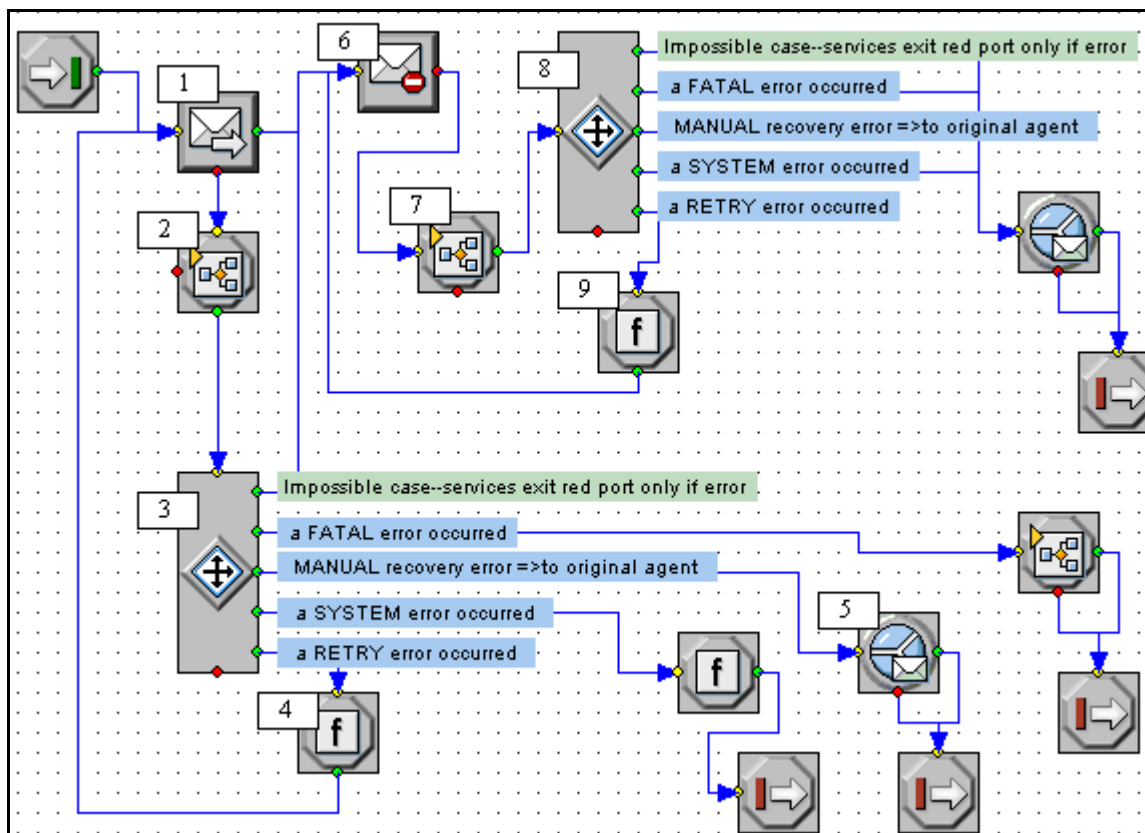 6
8
Impossible case--services exit red port only if error
1
a FATAL error occurred
MANUAL recovery error =>to original agent
a SYSTEM error occurred
7
a RETRY error occurred
2
9
f
Impossible case--services exit red port only if error
3
a FATAL error occurred
MANUAL recovery error =>to original agent
a SYSTEM error occurred
5
a RETRY error occurred
f
4
f